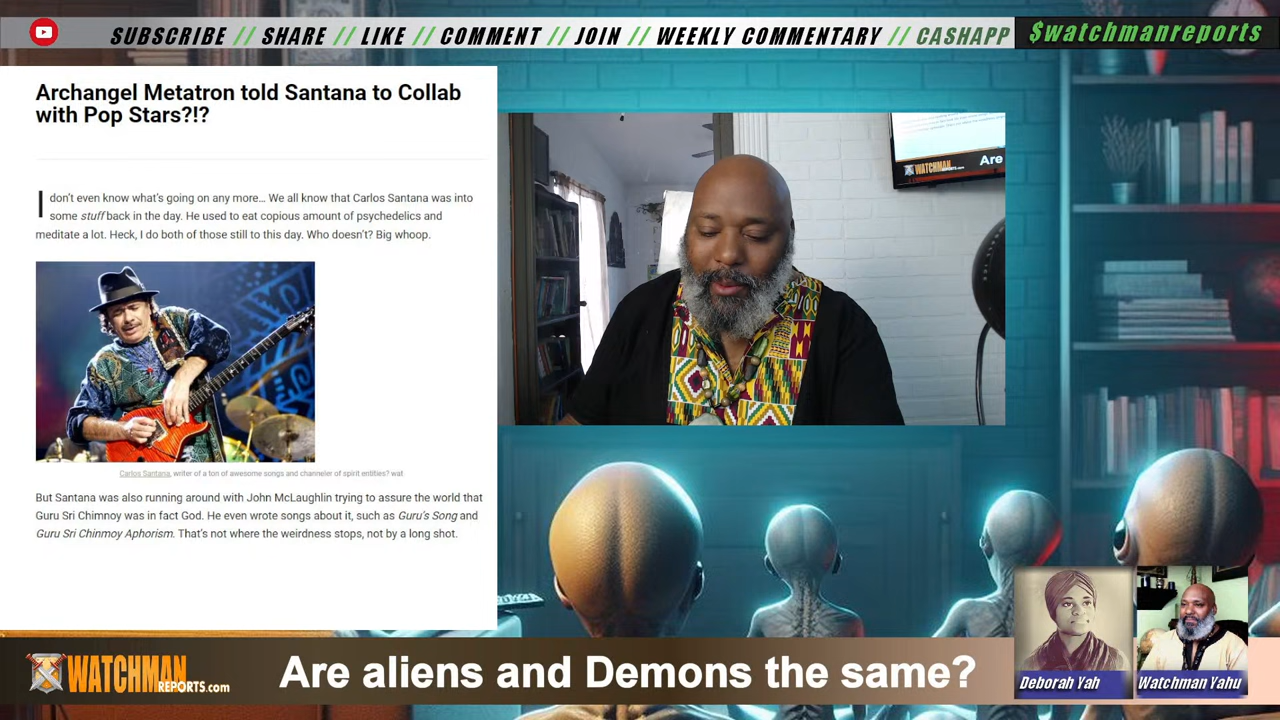 SUBSCRIBE // SHARE // LIKE // COMMENT // JOIN // WEEKLY COMMENTARY // CASHAPP $watchmanreports
Archangel Metatron told Santana to Collab
with Pop Stars?!?
I don't even know what's going on any more... We all know that Carlos Santana was into
some stuff back in the day. He used to eat copious amount of psychedelics and
meditate a lot. Heck, I do both of those still to this day. Who doesn't? Big whoop.
WATCHMAN
Are
Carlos Santana, writer of a ton of awesome songs and channeler of spirit entities? wat
But Santana was also running around with John McLaughlin trying to assure the world that
Guru Sri Chimnoy was in fact God. He even wrote songs about it, such as Guru's Song and
Guru Sri Chinmoy Aphorism. That's not where the weirdness stops, not by a long shot.
WATCHMAN
REPORTS.com
Are aliens and Demons the same?
Deborah Yah
Watchman Yahu